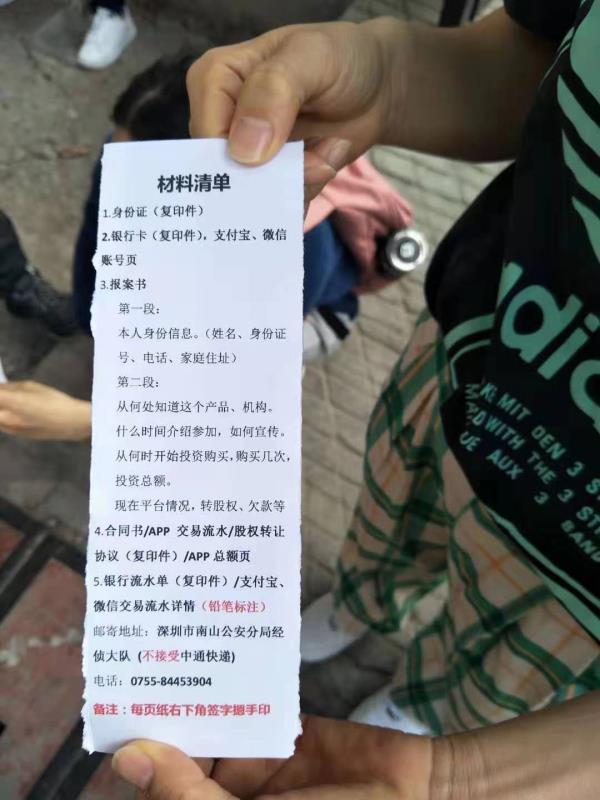 材料清单
1.身份证（复印件）
2.银行卡（复印件），支付宝、微信
账号页
3.报案书
第一段：
本人身份信息。（姓名、身份证
号、电话、家庭住址）
第二段：
从何处知道这个产品、机构。
什么时间介绍参加，如何宣传。
从何时开始投资购买，购买几次，
投资总额。
现在平台情况，转股权、欠款等
4.合同书/APP 交易流水/股权转让
协议（复印件）/APP 总额页
5.银行流水单（复印件）/支付宝、
微信交易流水详情（铅笔标注）
邮寄地址：深圳市南山公安分局经
侦大队 (不接受中通快递)
电话：0755-84453904
备注：每页纸右下角签字摁手印
adid
MIT DEN 3 S
WITH THE 3 STR
UE AUX 3
BAND